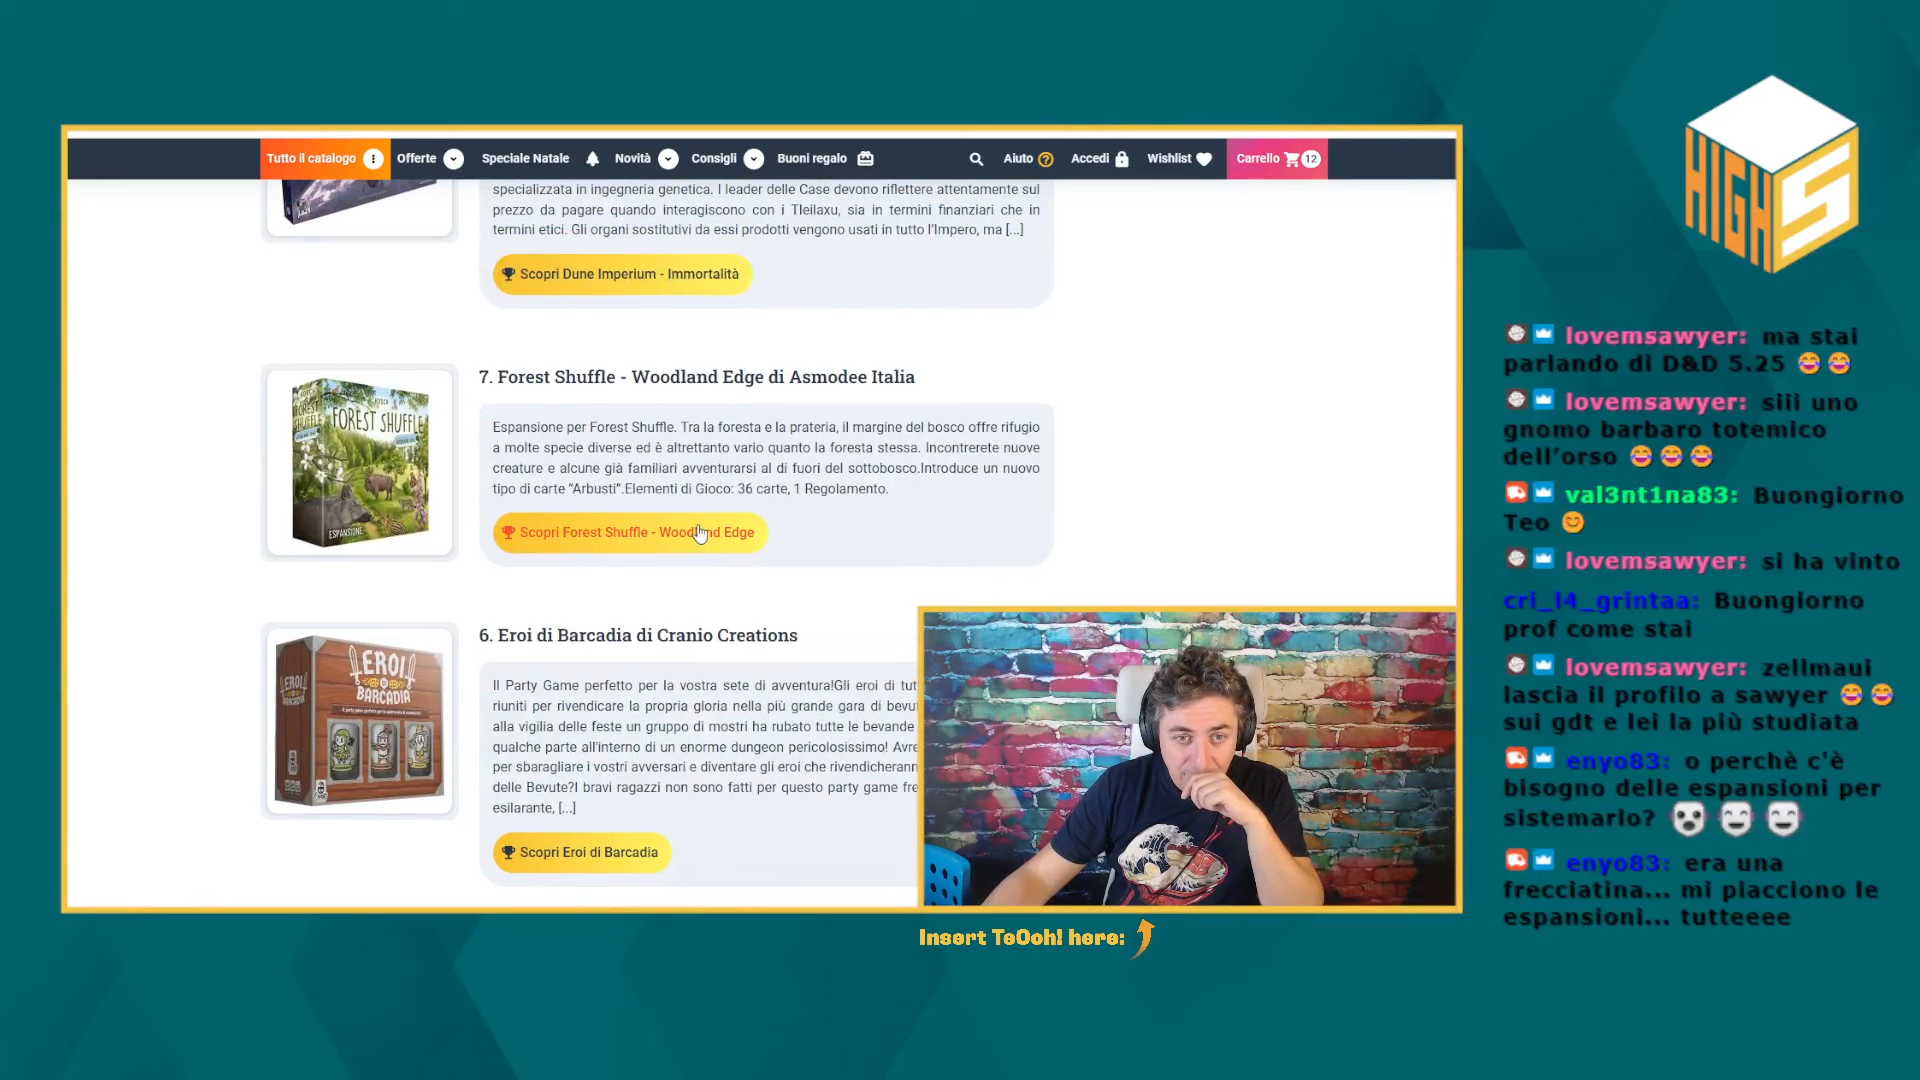 Tutto il catalogo Offerte Speciale Natale Novità Consigli Buoni regalo Aiuto Accedi Wishlist Carrello 12
specializzata in ingegneria genetica. I leader delle Case devono riflettere attentamente sul
prezzo da pagare quando interagiscono con i Tleilaxu, sia in termini finanziari che in
termini etici. Gli organi sostitutivi da essi prodotti vengono usati in tutto l'Impero, ma [...]
Scopri Dune Imperium - Immortalità
7. Forest Shuffle - Woodland Edge di Asmodee Italia
FOREST SHUFFLE
ESPANSIONE
Espansione per Forest Shuffle. Tra la foresta e la prateria, il margine del bosco offre rifugio
a molte specie diverse ed è altrettanto vario quanto la foresta stessa. Incontrerete nuove
creature e alcune già familiari avventurarsi al di fuori del sottobosco.Introduce un nuovo
tipo di carte "Arbusti".Elementi di Gioco: 36 carte, 1 Regolamento.
Scopri Forest Shuffle - Woodland Edge
6. Eroi di Barcadia di Cranio Creations
EROI
DI
BARCADIA
Il Party Game perfetto per la vostra sete di avventura!Gli eroi di tut
riuniti per rivendicare la propria gloria nella più grande gara di bevu
alla vigilia delle feste un gruppo di mostri ha rubato tutte le bevande
qualche parte all'interno di un enorme dungeon pericolosissimo! Avre
per sbaragliare i vostri avversari e diventare gli eroi che rivendicherann
delle Bevute?I bravi ragazzi non sono fatti per questo party game fre
esilarante, [...]
Scopri Eroi di Barcadia
Insert TeOoh! here:
HIGH 5
lovemsawyer: ma stai
parlando di D&D 5.25 😂 😂
lovemsawyer: siii uno
gnomo barbaro totemico
dell'orso 😂 😂 😂
val3nt1na83: Buongiorno
Teo 😊
lovemsawyer: si ha vinto
cri_l4_grintaa: Buongiorno
prof come stai
lovemsawyer: zellmaui
lascia il profilo a sawyer 😂 😂
sui gdt e lei la più studiata
enyo83: o perchè c'è
bisogno delle espansioni per
sistemarlo?
enyo83: era una
frecciatina... mi piacciono le
espansioni... tutteeee